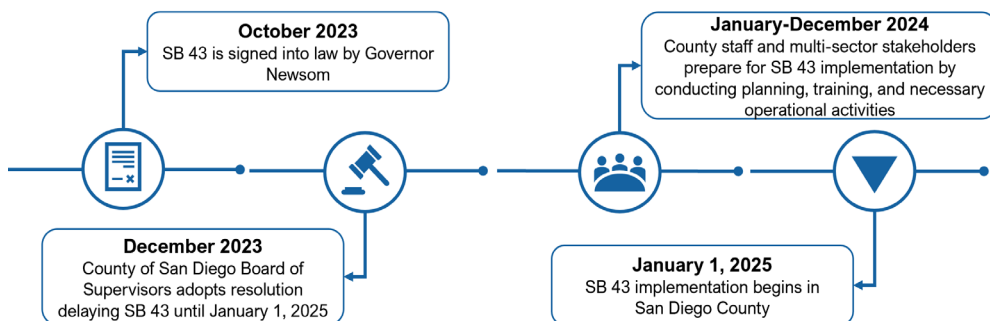 October 2023
SB 43 is signed into law by Governor
Newsom
December 2023
County of San Diego Board of
Supervisors adopts resolution
delaying SB 43 until January 1, 2025
January-December 2024
County staff and multi-sector stakeholders
prepare for SB 43 implementation by
conducting planning, training, and necessary
operational activities
January 1, 2025
SB 43 implementation begins in
San Diego County